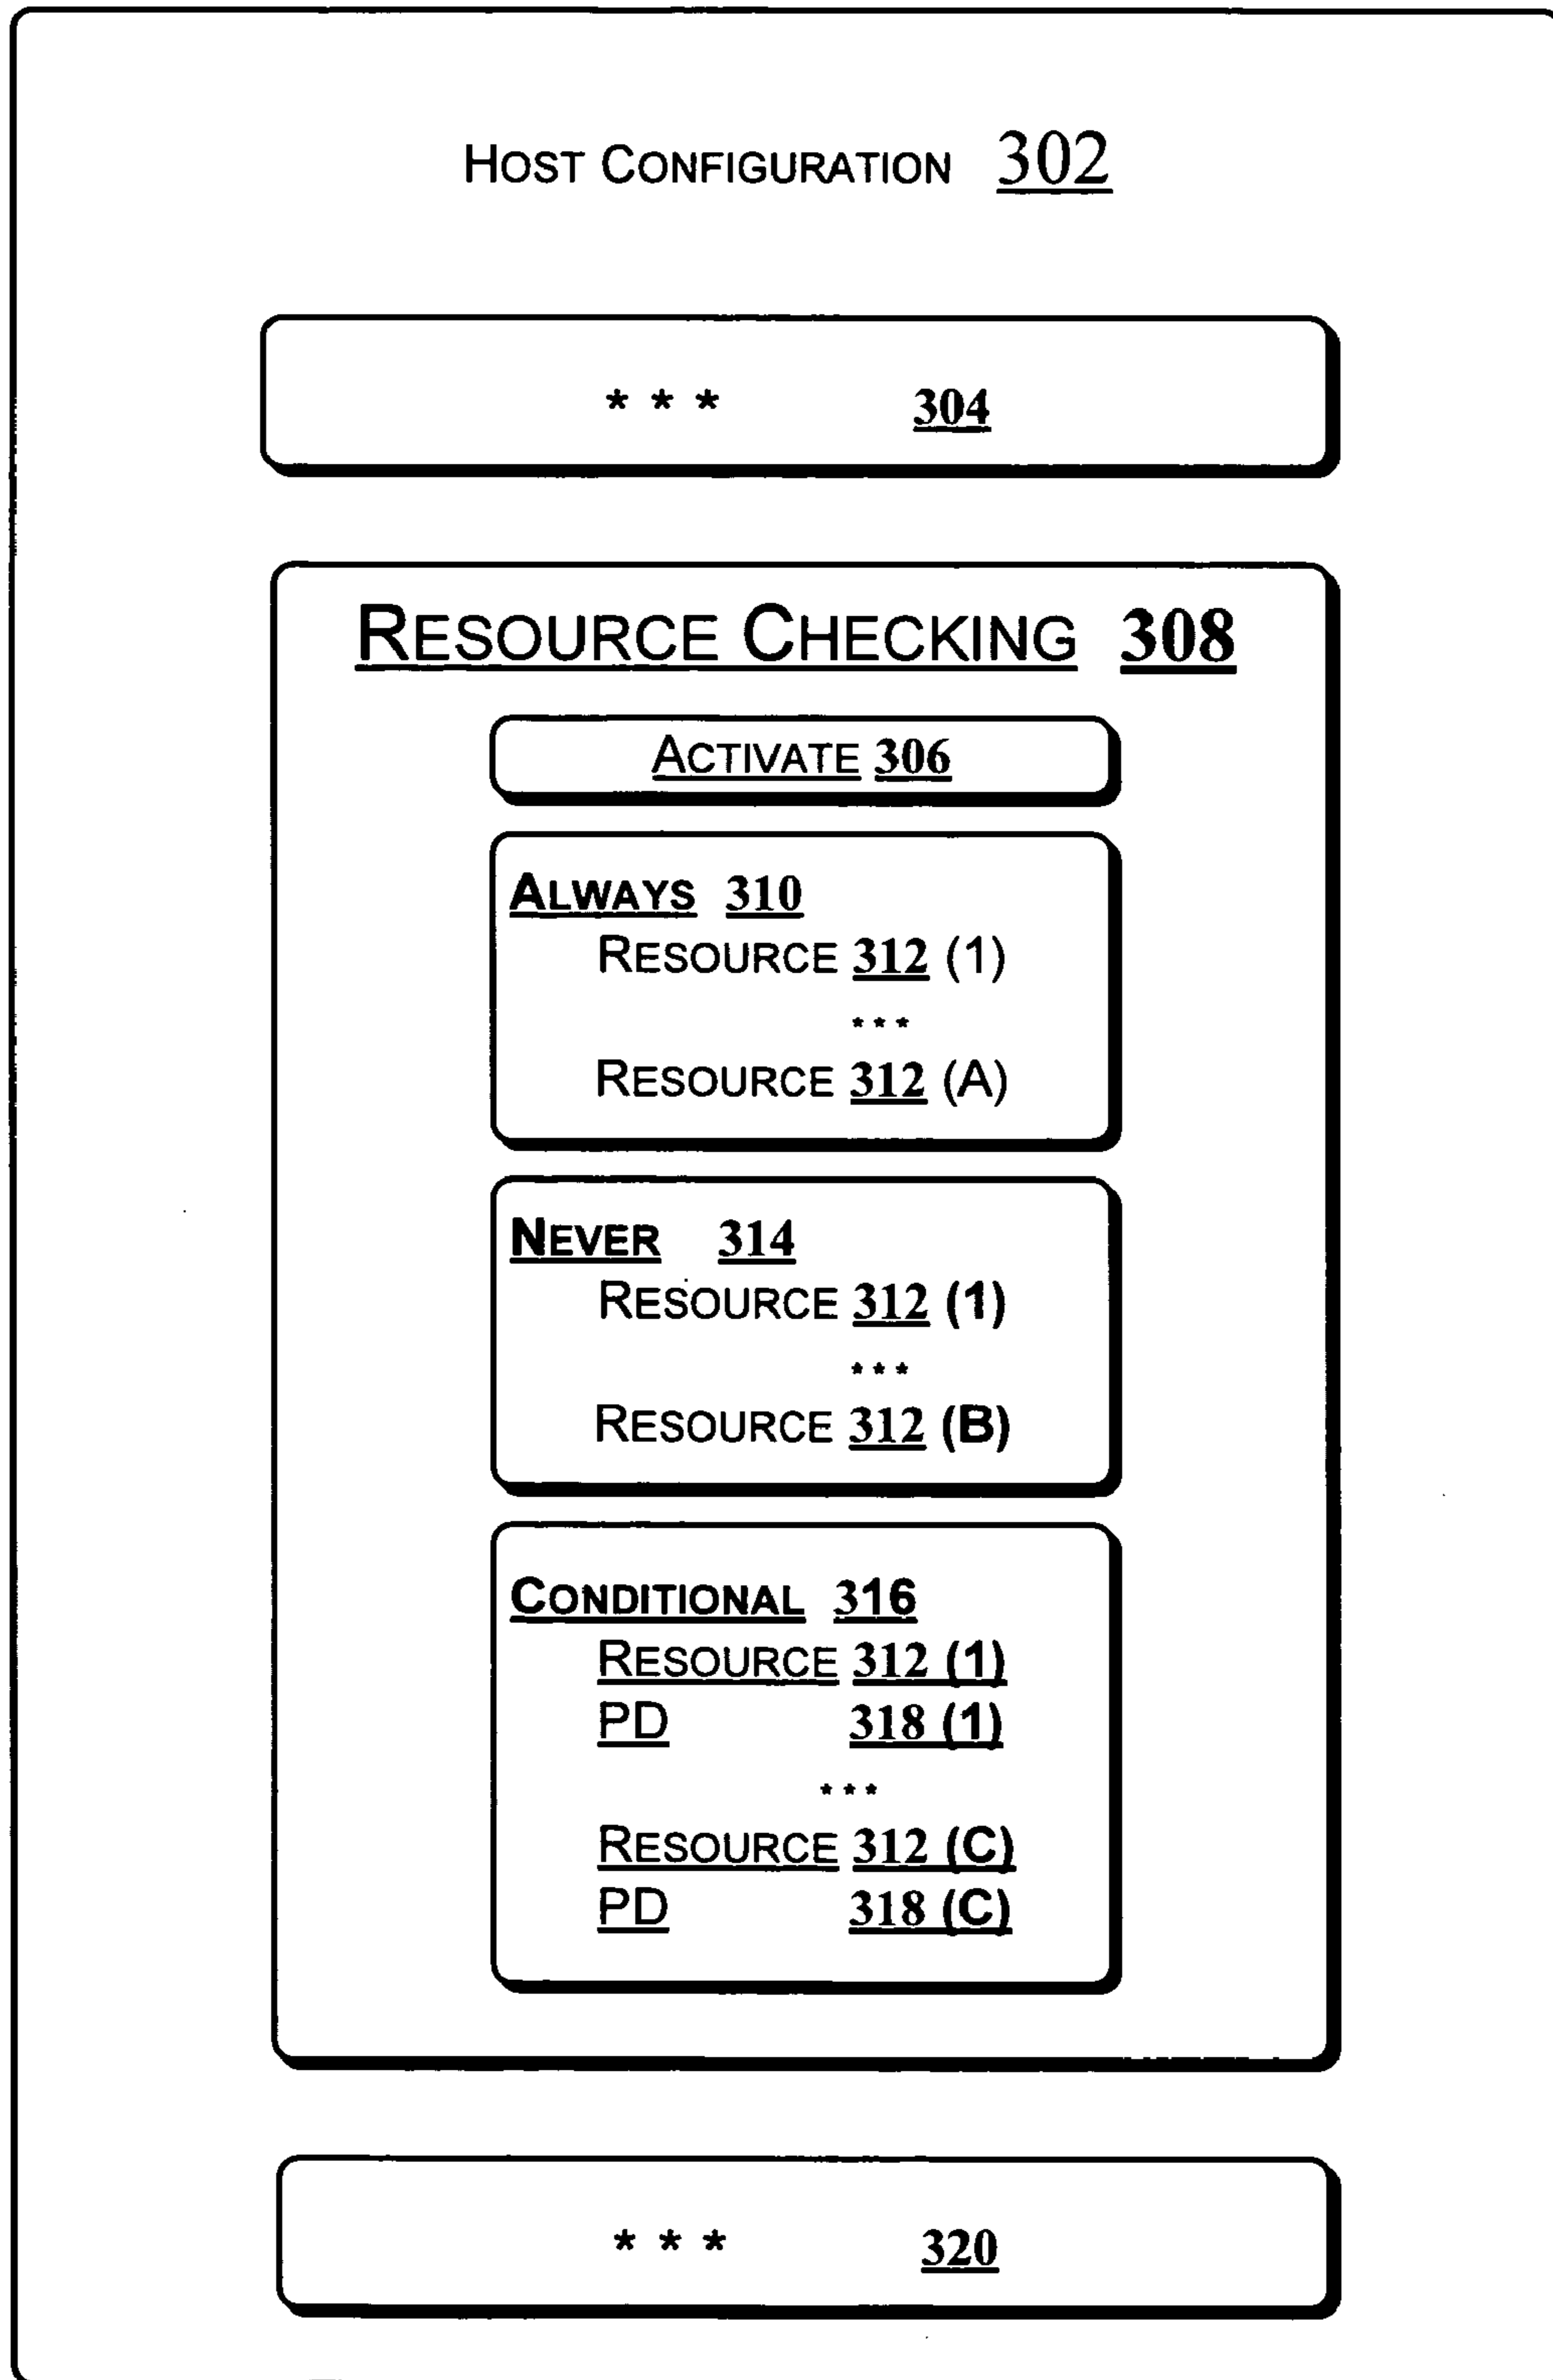 HOST CONFIGURATION 302
* * * 304
RESOURCE CHECKING 308
ACTIVATE 306
ALWAYS 310
RESOURCE 312 (1)
* * *
RESOURCE 312 (A)
NEVER 314
RESOURCE 312 (1)
* * *
RESOURCE 312 (B)
CONDITIONAL 316
RESOURCE 312 (1)
PD 318 (1)
* * *
RESOURCE 312 (C)
PD 318 (C)
* * * 320